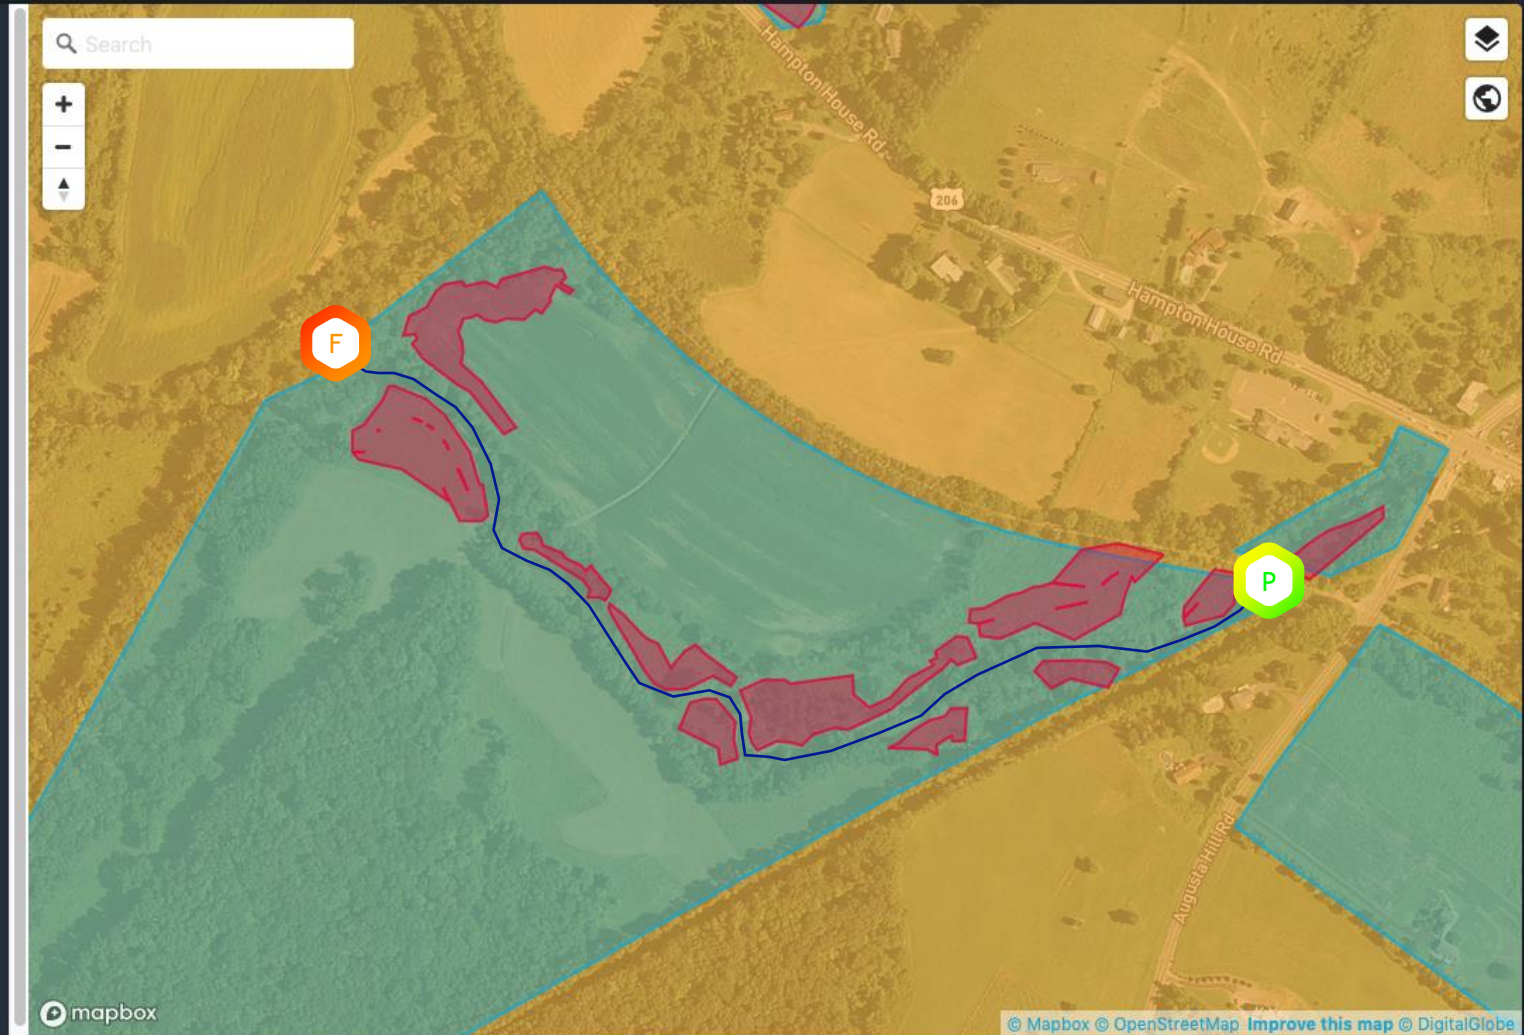 Search
Hampton House Rd
206
Hampton House Rd
F
P
Augusta Hill Rd
mapbox
© Mapbox © OpenStreetMap Improve this map © DigitalGlobe